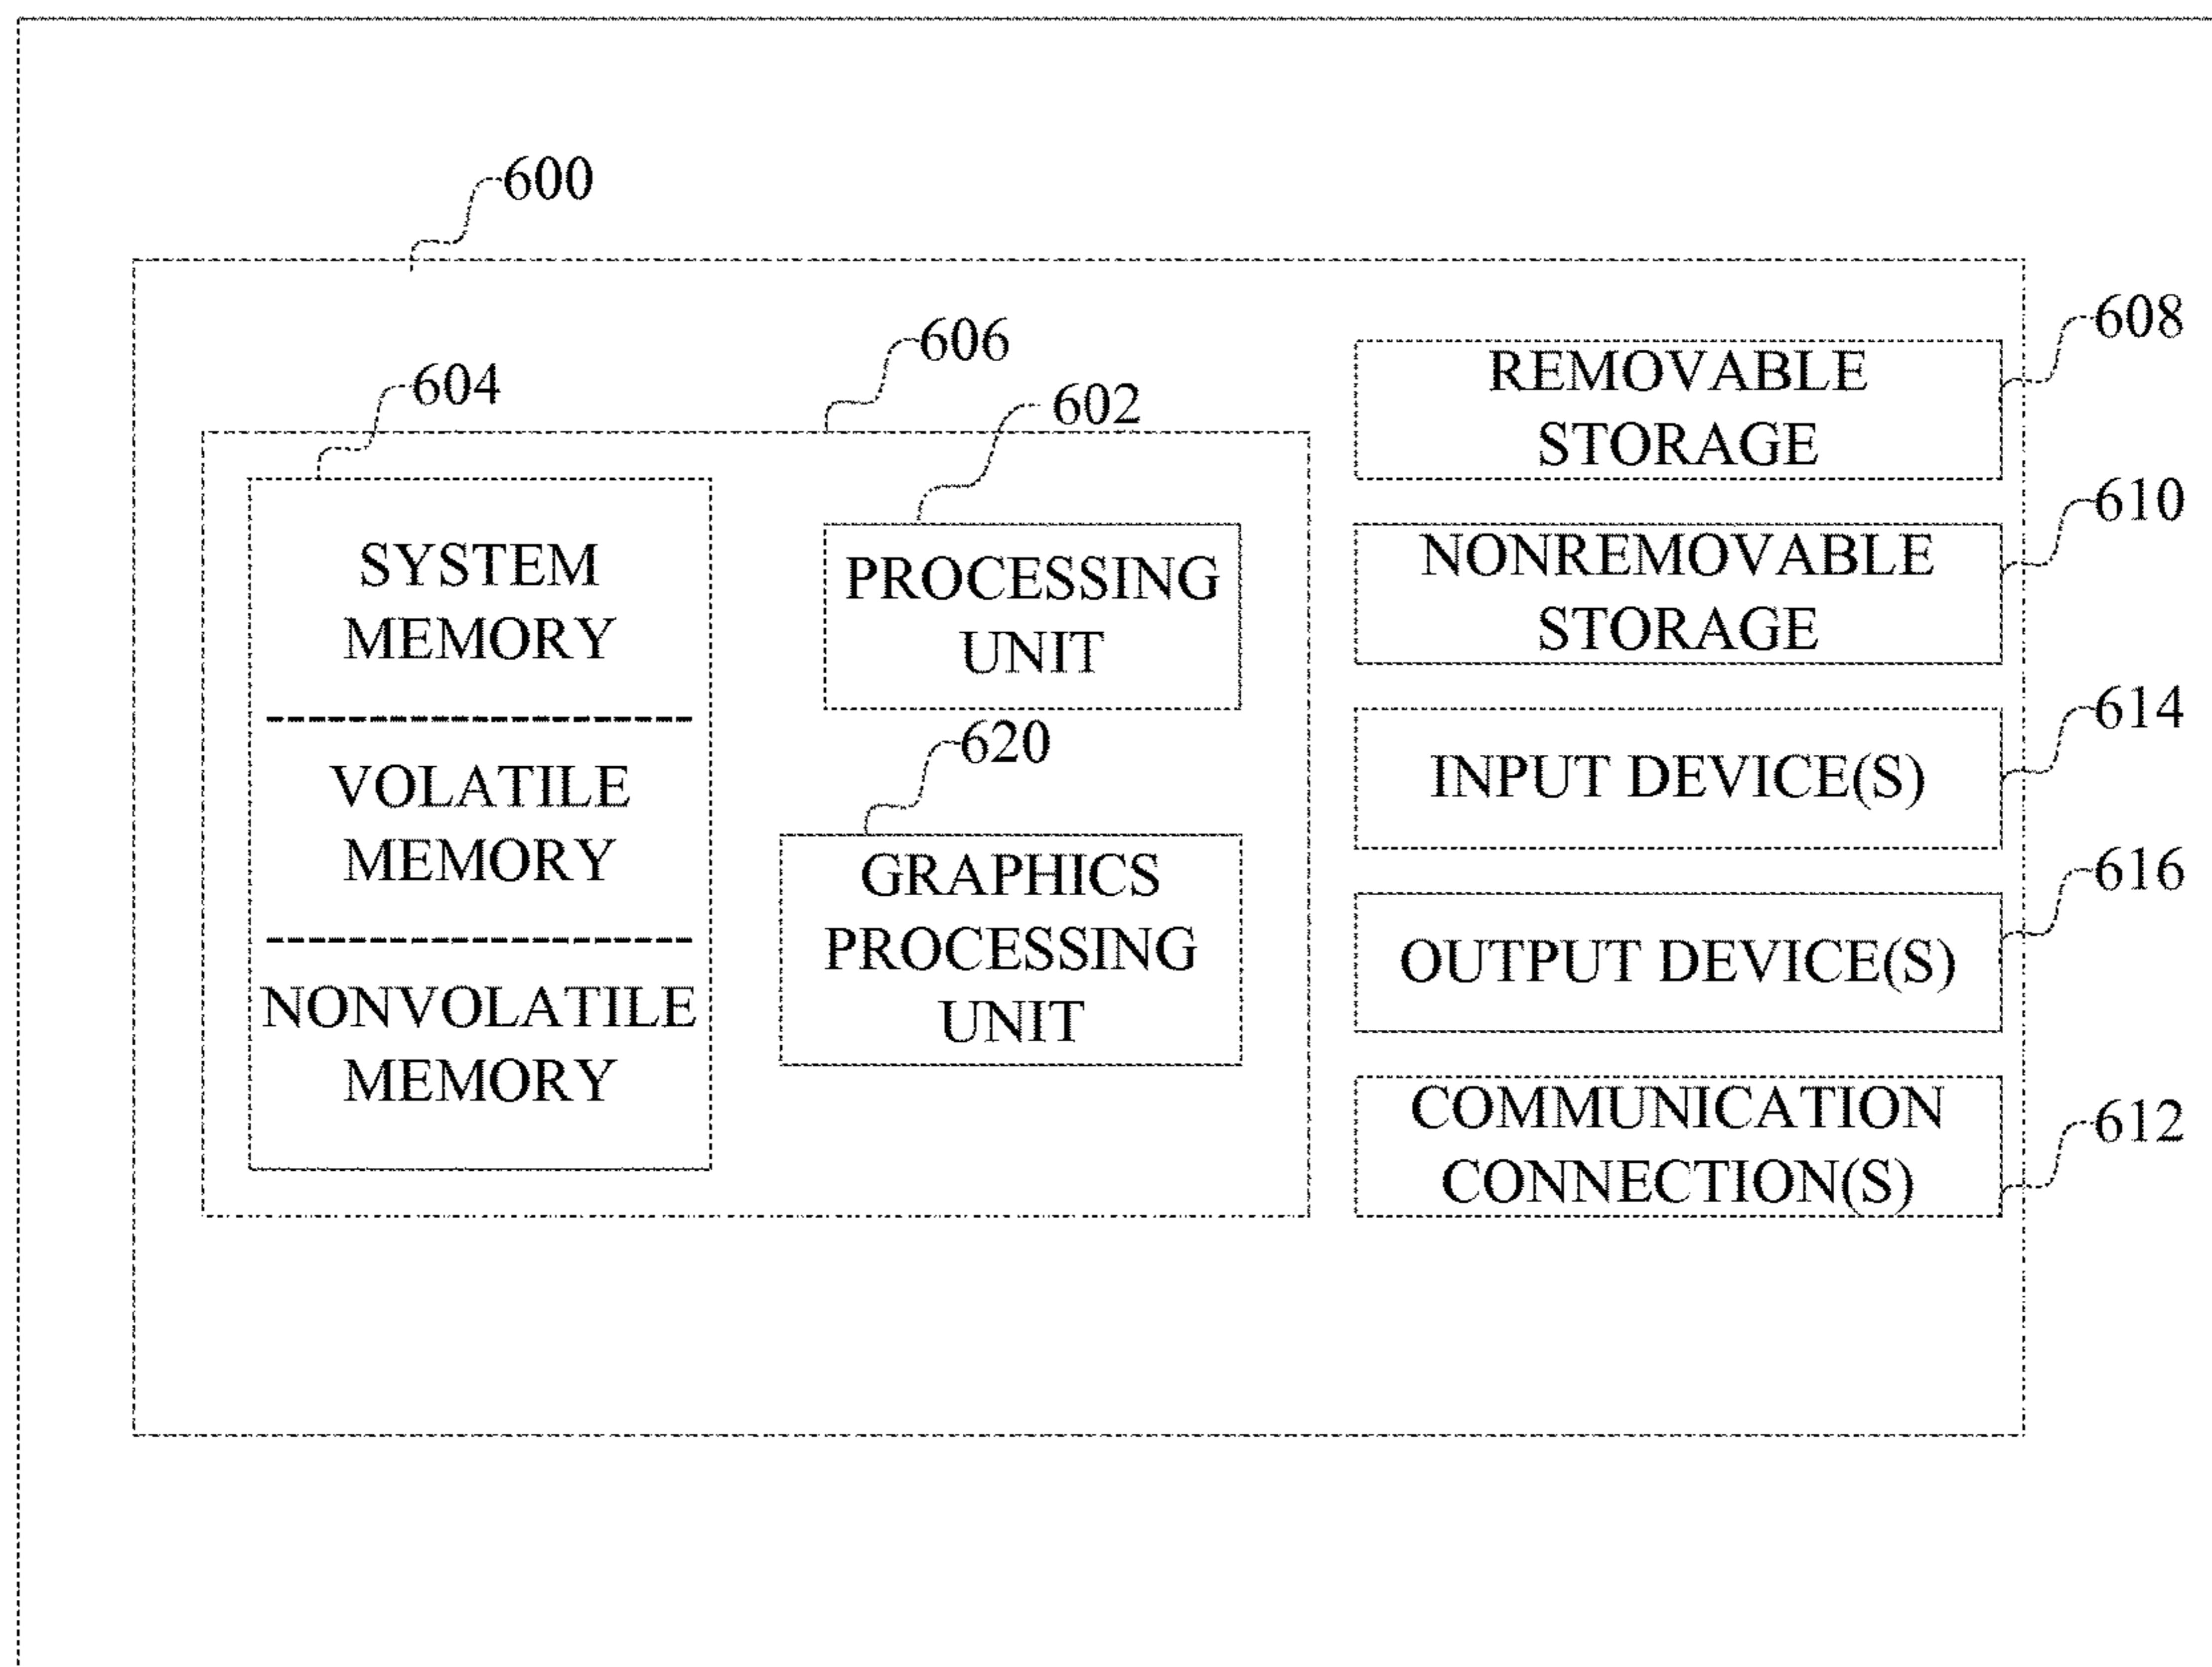 600
608
606
604
602
REMOVABLE
STORAGE
610
SYSTEM
MEMORY
PROCESSING
UNIT
NONREMOVABLE
STORAGE
614
620
VOLATILE
MEMORY
INPUT DEVICE(S)
616
GRAPHICS
PROCESSING
UNIT
OUTPUT DEVICE(S)
NONVOLATILE
MEMORY
COMMUNICATION
CONNECTION(S)
612